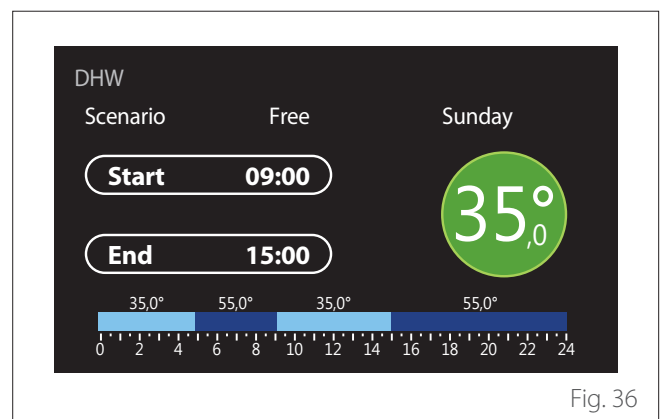 DHW
Scenario Free Sunday
Start 09:00
35,0°
End 15:00
35,0° 55,0° 35,0° 55,0°
0 2 4 6 8 10 12 14 16 18 20 22 24
Fig. 36